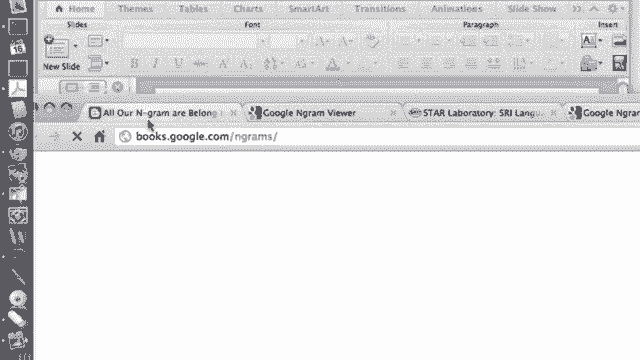 Home Themes Tables Charts SmartArt Transitions Animations Slide Show
Slides Font Paragraph Insert
New Slide
All Our N-gram are Belong t Google Ngram Viewer STAR Laboratory: SRI Langu Google Ngra
books.google.com/ngrams/